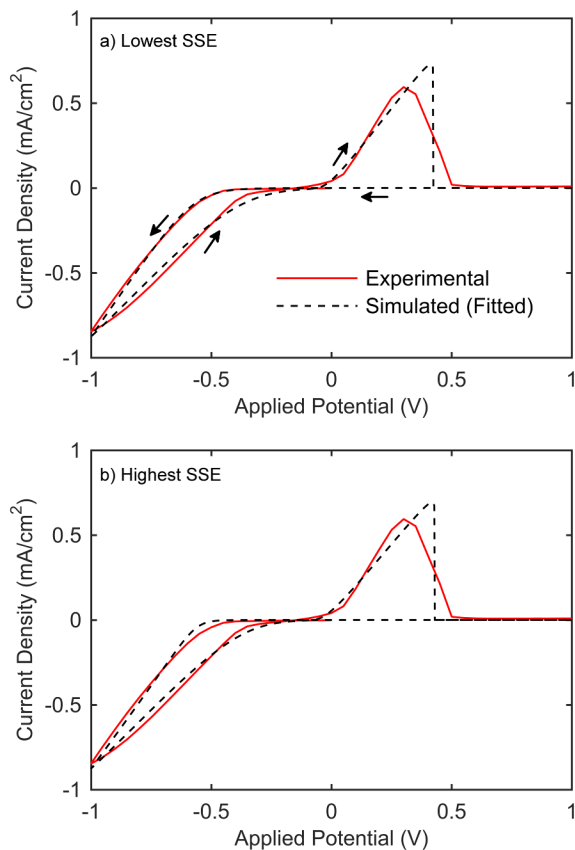 a) Lowest SSE
1
0.5
0
-0.5
-1
Current Density (mA/cm²)
Experimental
Simulated (Fitted)
-1 -0.5 0 0.5 1
Applied Potential (V)
b) Highest SSE
1
0.5
0
-0.5
-1
Current Density (mA/cm²)
-1 -0.5 0 0.5 1
Applied Potential (V)